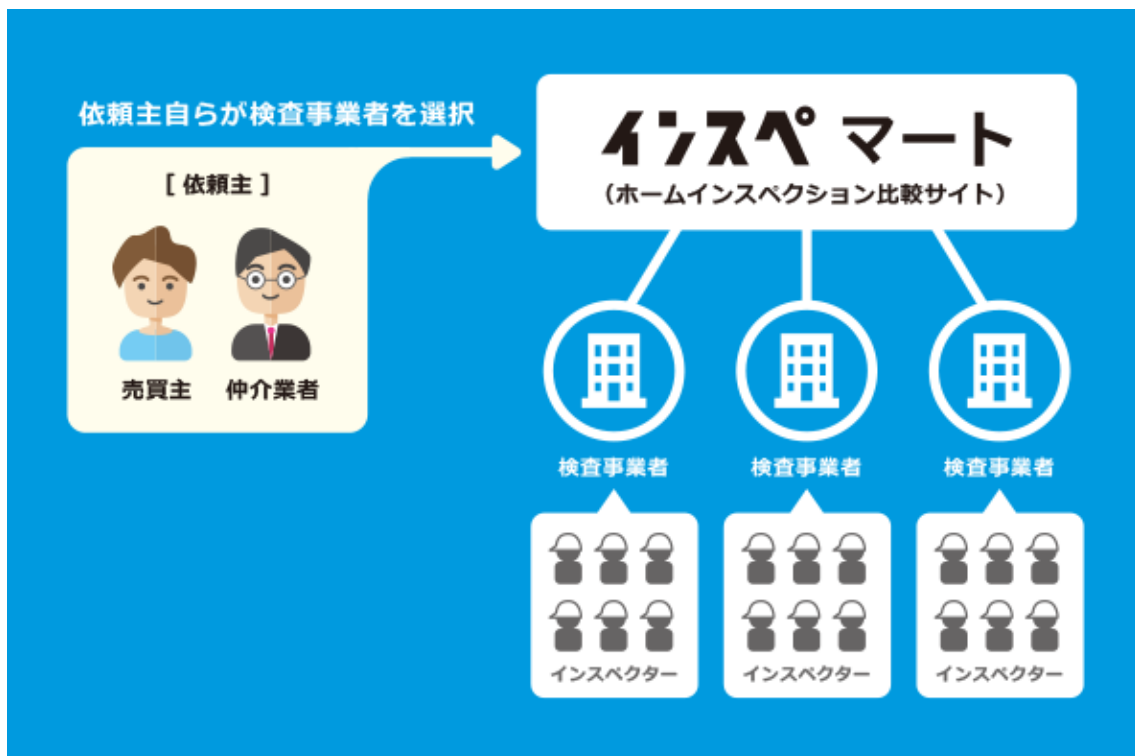 依頼主自らが検査事業者を選択
[ 依頼主 ]
売買主
仲介業者
インスペ マート
（ホームインスペクション比較サイト）
検査事業者
検査事業者
検査事業者
インスペクター
インスペクター
インスペクター